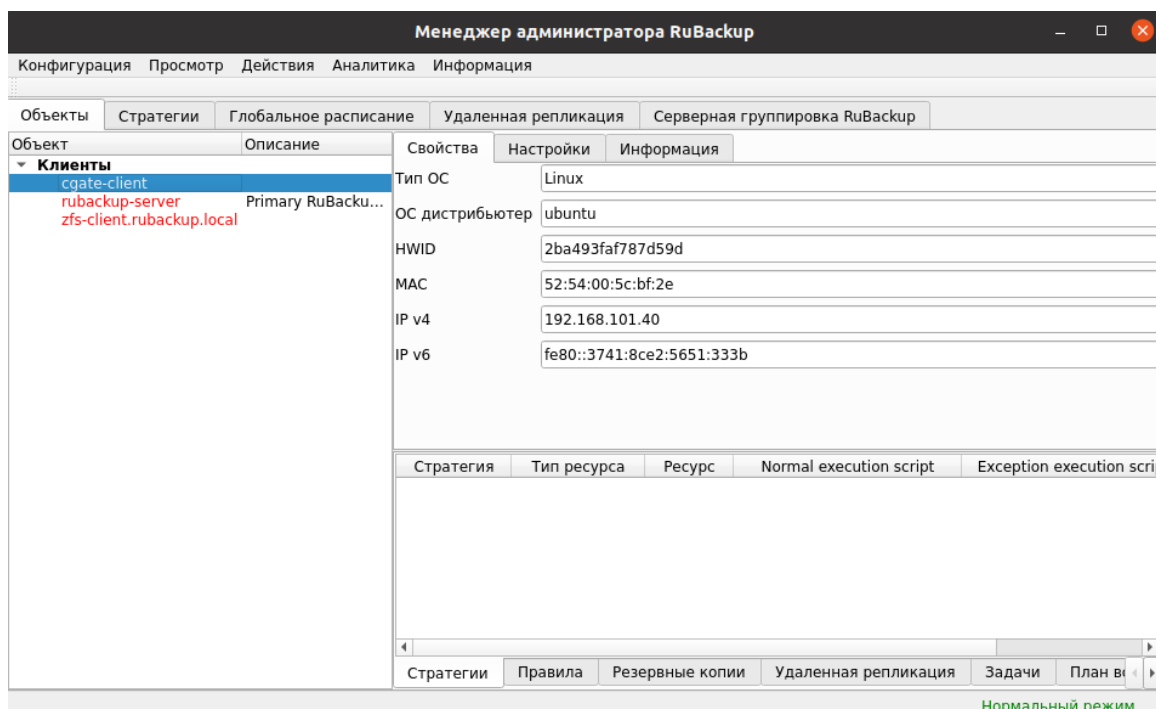 Менеджер администратора RuBackup
Конфигурация Просмотр Действия Аналитика Информация
Объекты Стратегии Глобальное расписание Удаленная репликация Серверная группировка RuBackup
Объект Описание
Клиенты
cgate-client
rubackup-server Primary RuBacku...
zfs-client.rubackup.local
Свойства Настройки Информация
Тип ОС Linux
ОС дистрибьютер ubuntu
HWID 2ba493faf787d59d
MAC 52:54:00:5c:bf:2e
IP v4 192.168.101.40
IP v6 fe80::3741:8ce2:5651:333b
Стратегия Тип ресурса Ресурс Normal execution script Exception execution scri
Стратегии Правила Резервные копии Удаленная репликация Задачи План
Нормальный режим